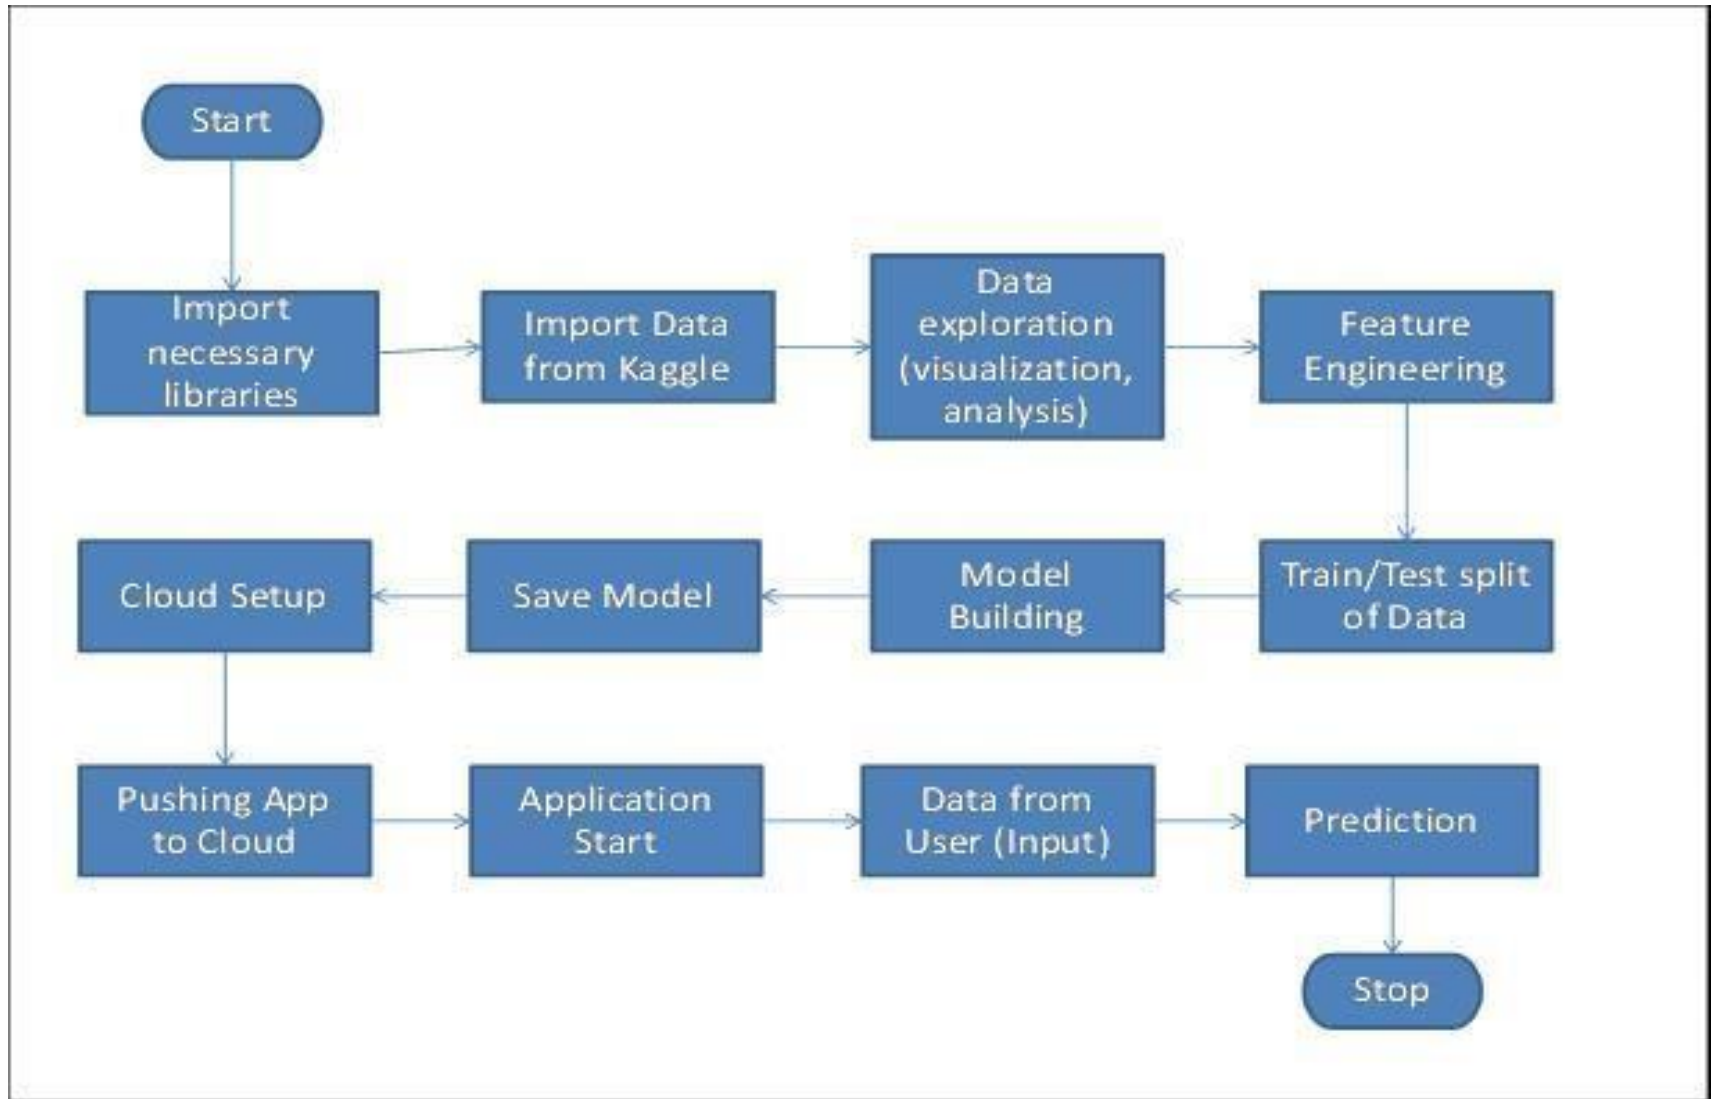 Start
Import
necessary
libraries
Import Data
from Kaggle
Data
exploration
(visualization,
analysis)
Feature
Engineering
Train/Test split
of Data
Model
Building
Save Model
Cloud Setup
Pushing App
to Cloud
Application
Start
Data from
User (Input)
Prediction
Stop